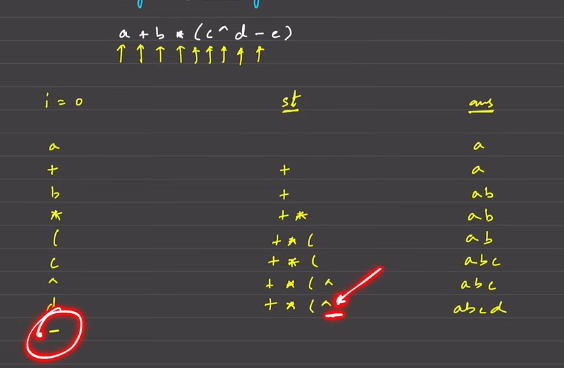 a + b * ( c ^ d - e )
i = 0 st ans
a a
+ + a
b + ab
* + * ab
( + * ( ab
c + * ( abc
^ + * ( ^ abc
d + * ( ^ abcd
-